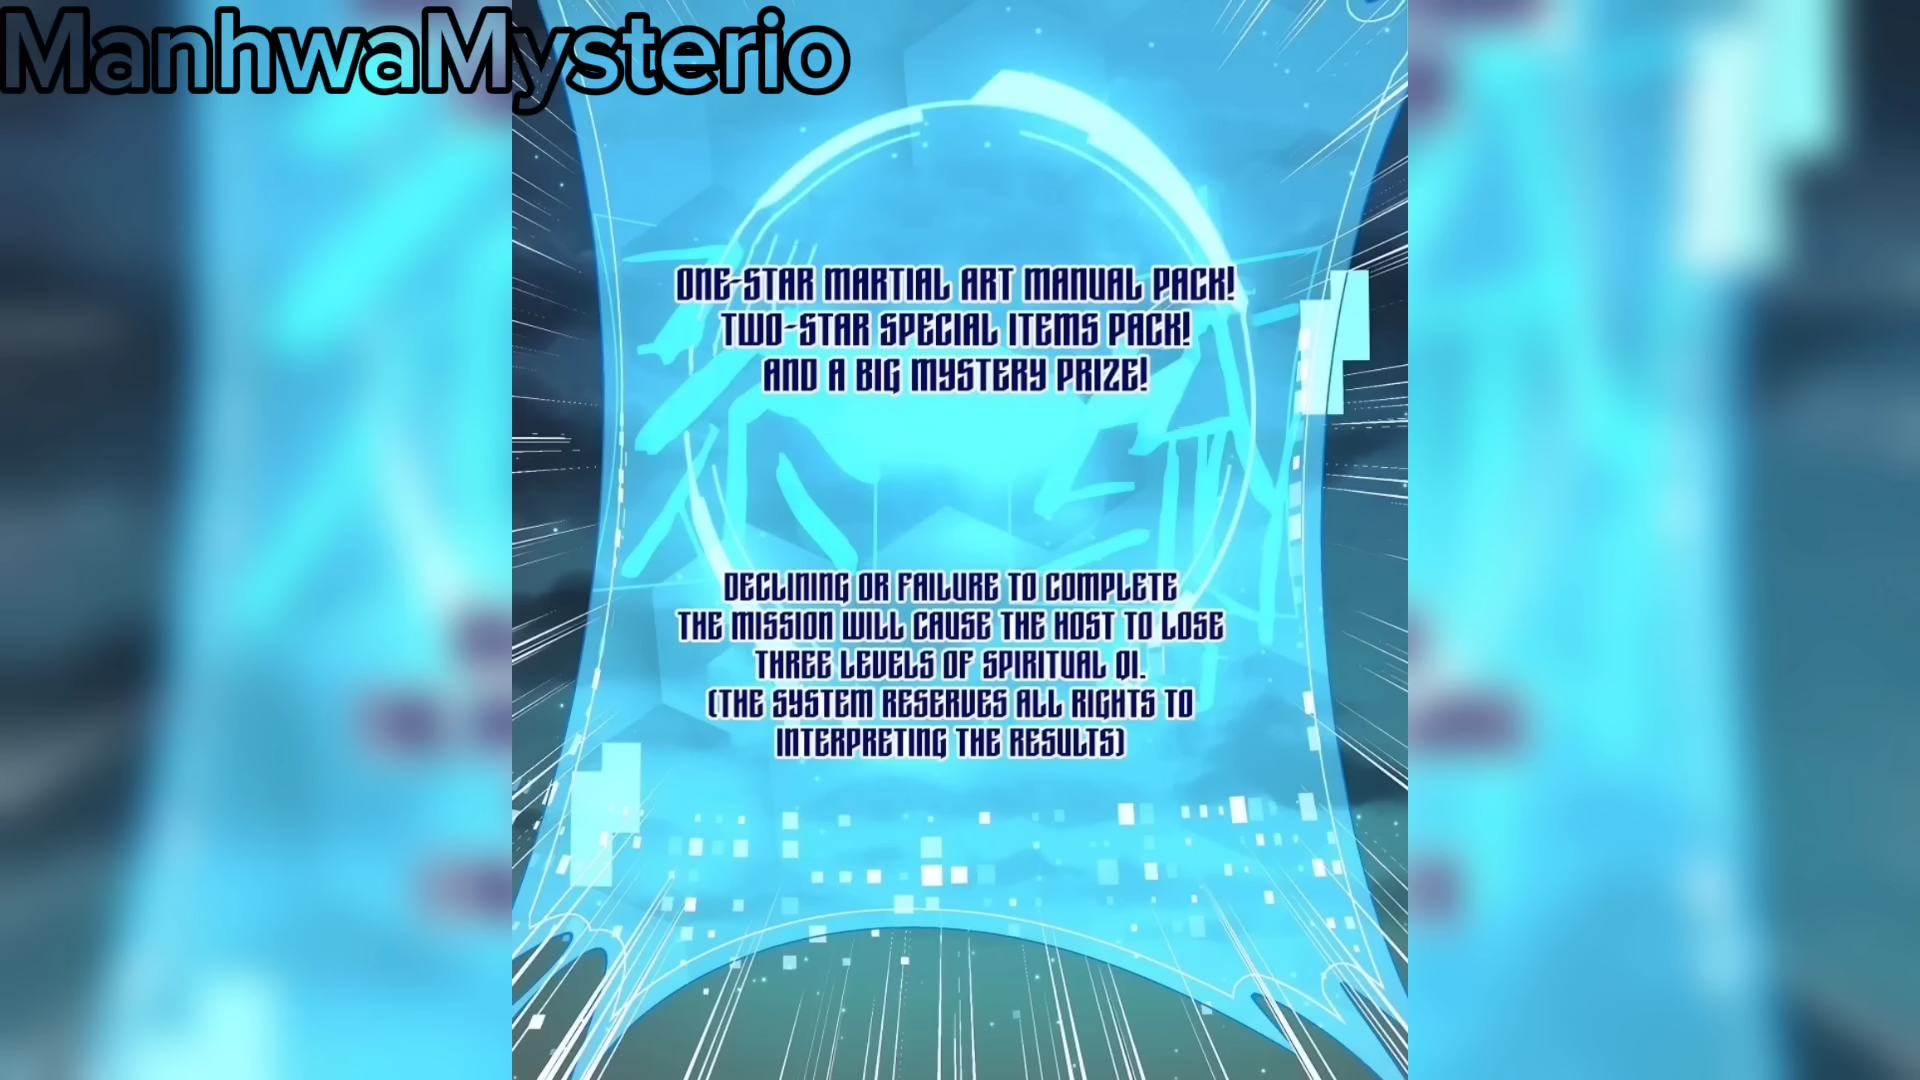 ManhwaMysterio
ONE-STAR MARTIAL ART MANUAL PACK!
TWO-STAR SPECIAL ITEMS PACK!
AND A BIG MYSTERY PRIZE!
DECLINING OR FAILURE TO COMPLETE
THE MISSION WILL CAUSE THE HOST TO LOSE
THREE LEVELS OF SPIRITUAL QI.
(THE SYSTEM RESERVES ALL RIGHTS TO
INTERPRETING THE RESULTS)